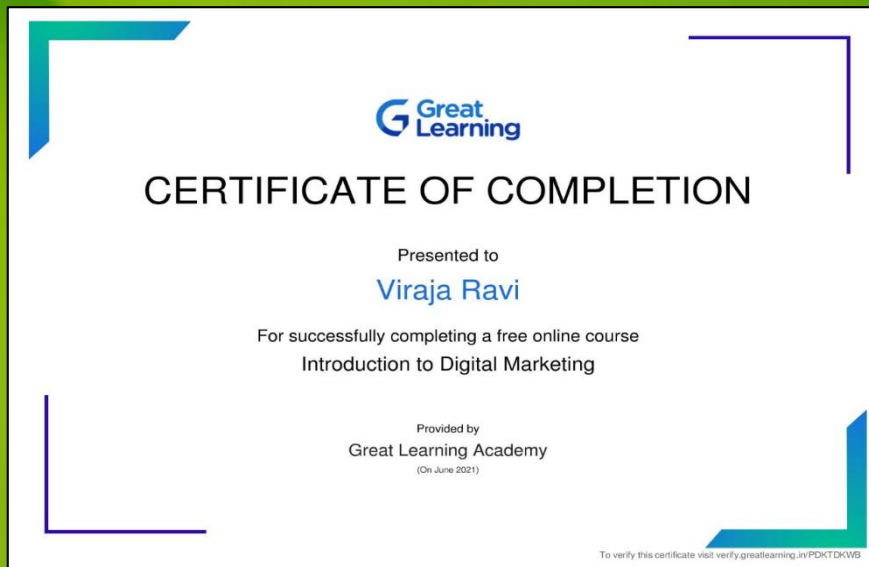 Great
Learning
CERTIFICATE OF COMPLETION
Presented to
Viraja Ravi
For successfully completing a free online course
Introduction to Digital Marketing
Provided by
Great Learning Academy
(On June 2021)
To verify this certificate visit verify.greatlearning.in/PDKTDKWB